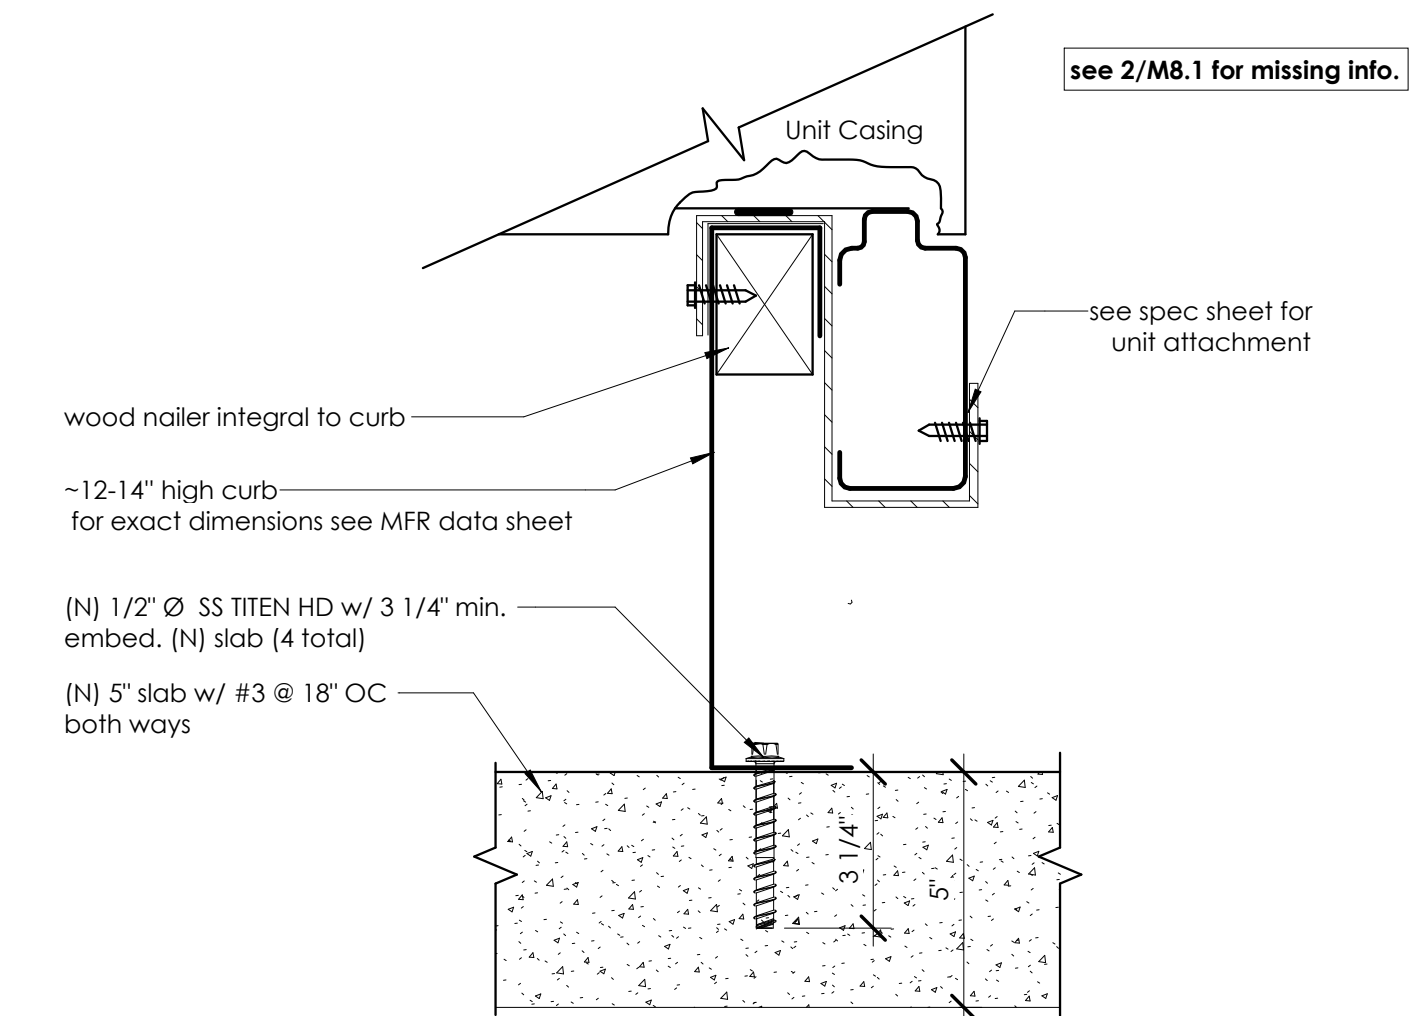 see 2/M8.1 for missing info.
Unit Casing
see spec sheet for
unit attachment
wood nailer integral to curb
~12-14" high curb
for exact dimensions see MFR data sheet
(N) 1/2" Ø SS TITEN HD w/ 3 1/4" min.
embed. (N) slab (4 total)
(N) 5" slab w/ #3 @ 18" OC
both ways
3 1/4"
5"